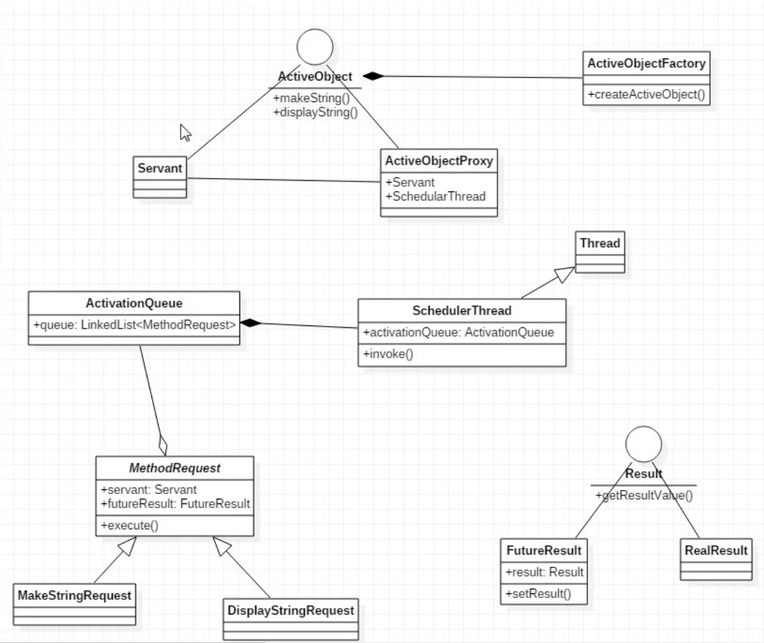 ActiveObject
+makeString()
+displayString()
ActiveObjectFactory
+createActiveObject()
Servant
ActiveObjectProxy
+Servant
+SchedularThread
Thread
ActivationQueue
+queue: LinkedList<MethodRequest>
SchedulerThread
+activationQueue: ActivationQueue
+invoke()
MethodRequest
+servant: Servant
+futureResult: FutureResult
+execute()
Result
+getResultValue()
FutureResult
+result: Result
+setResult()
RealResult
MakeStringRequest
DisplayStringRequest